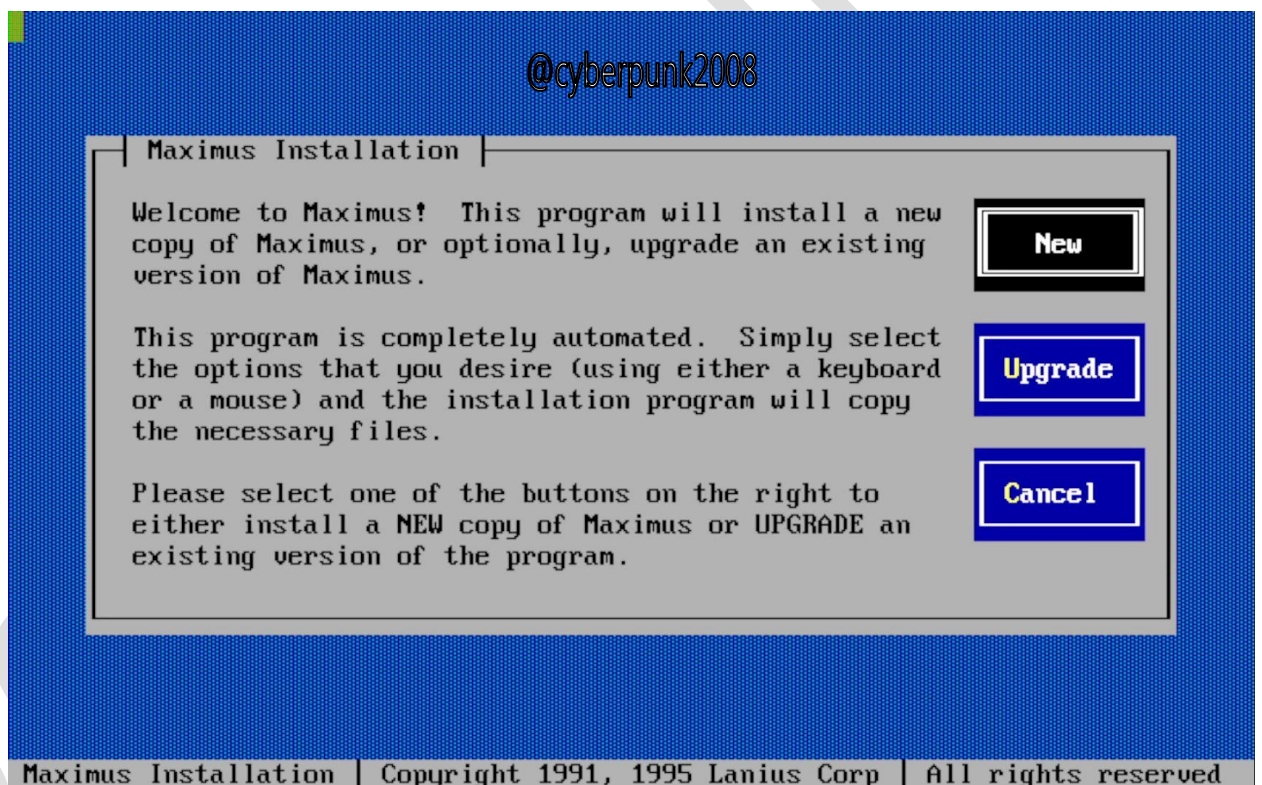 @cyberpunk2008
Maximus Installation
Welcome to Maximus! This program will install a new
copy of Maximus, or optionally, upgrade an existing
version of Maximus.
This program is completely automated. Simply select
the options that you desire (using either a keyboard
or a mouse) and the installation program will copy
the necessary files.
Please select one of the buttons on the right to
either install a NEW copy of Maximus or UPGRADE an
existing version of the program.
New
Upgrade
Cancel
Maximus Installation | Copyright 1991, 1995 Lanius Corp | All rights reserved